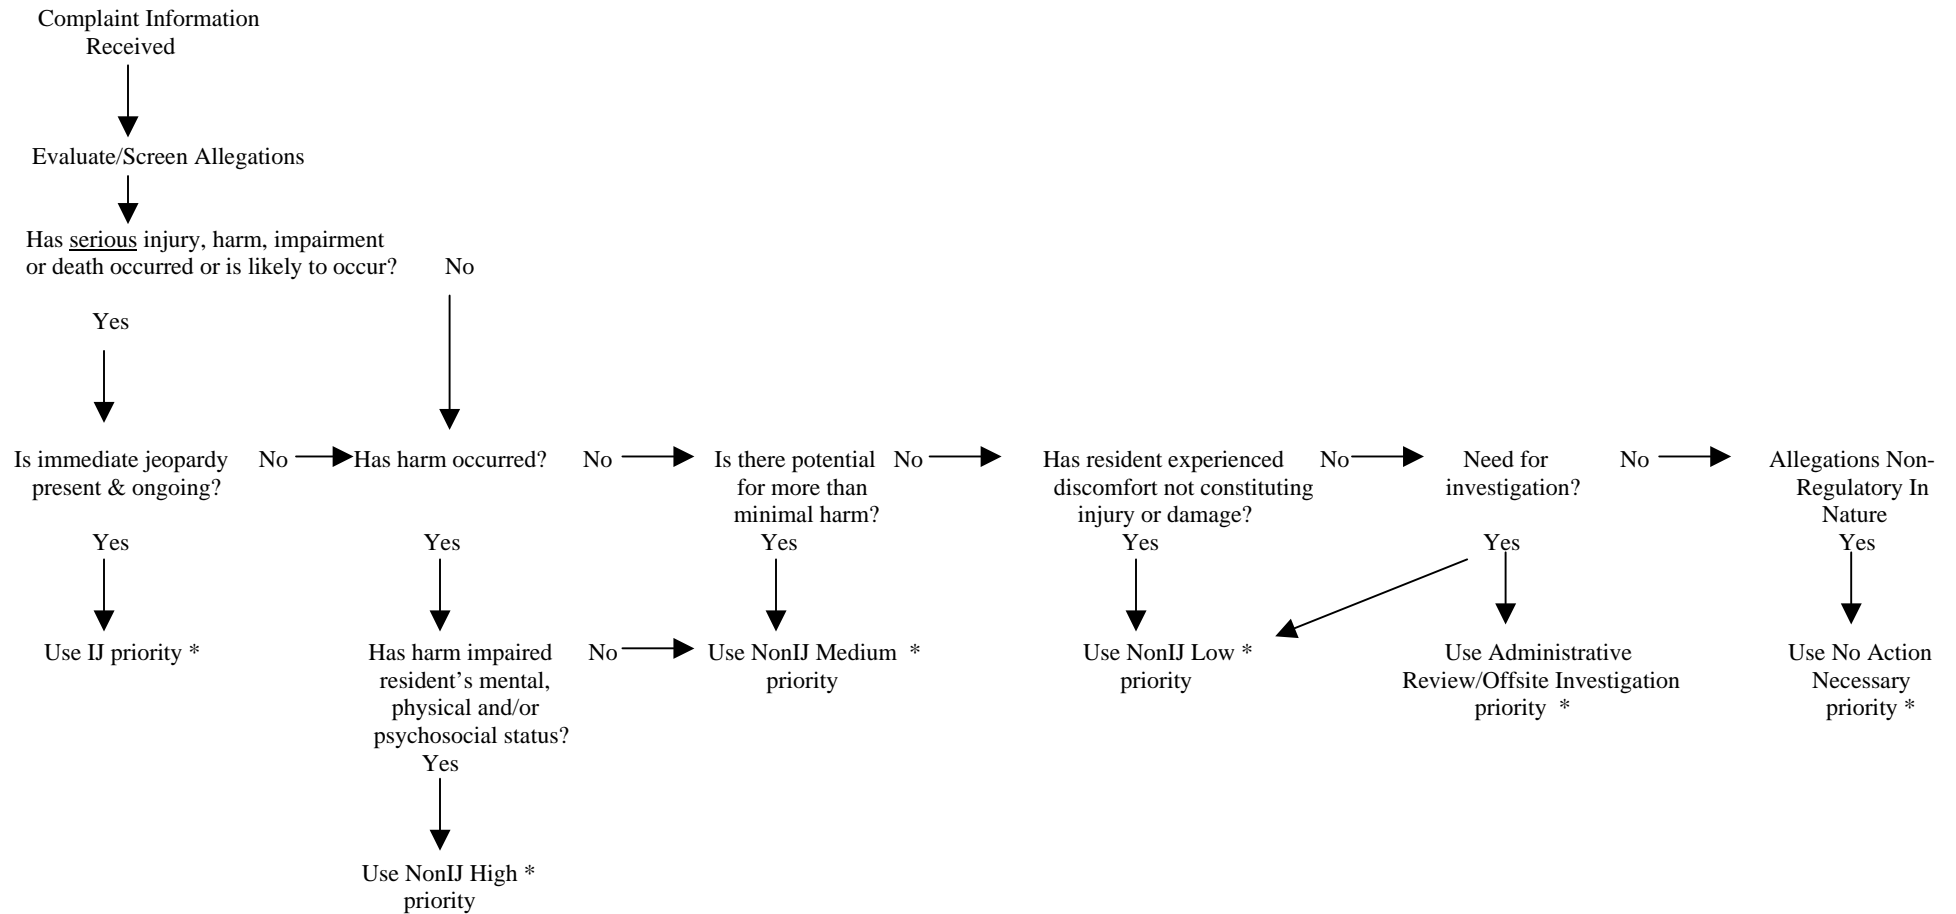 Complaint Information
Received
Evaluate/Screen Allegations
Has serious injury, harm, impairment
or death occurred or is likely to occur?
No
Yes
Is immediate jeopardy
present & ongoing?
No
Has harm occurred?
No
Is there potential
for more than
minimal harm?
No
Has resident experienced
discomfort not constituting
injury or damage?
No
Need for
investigation?
No
Allegations Non-
Regulatory In
Nature
Yes
Yes
Yes
Yes
Yes
Yes
Use IJ priority *
Has harm impaired
resident's mental,
physical and/or
psychosocial status?
No
Use NonIJ Medium *
priority
Use NonIJ Low *
priority
Use Administrative
Review/Offsite Investigation
priority *
Use No Action
Necessary
priority *
Yes
Use NonIJ High *
priority